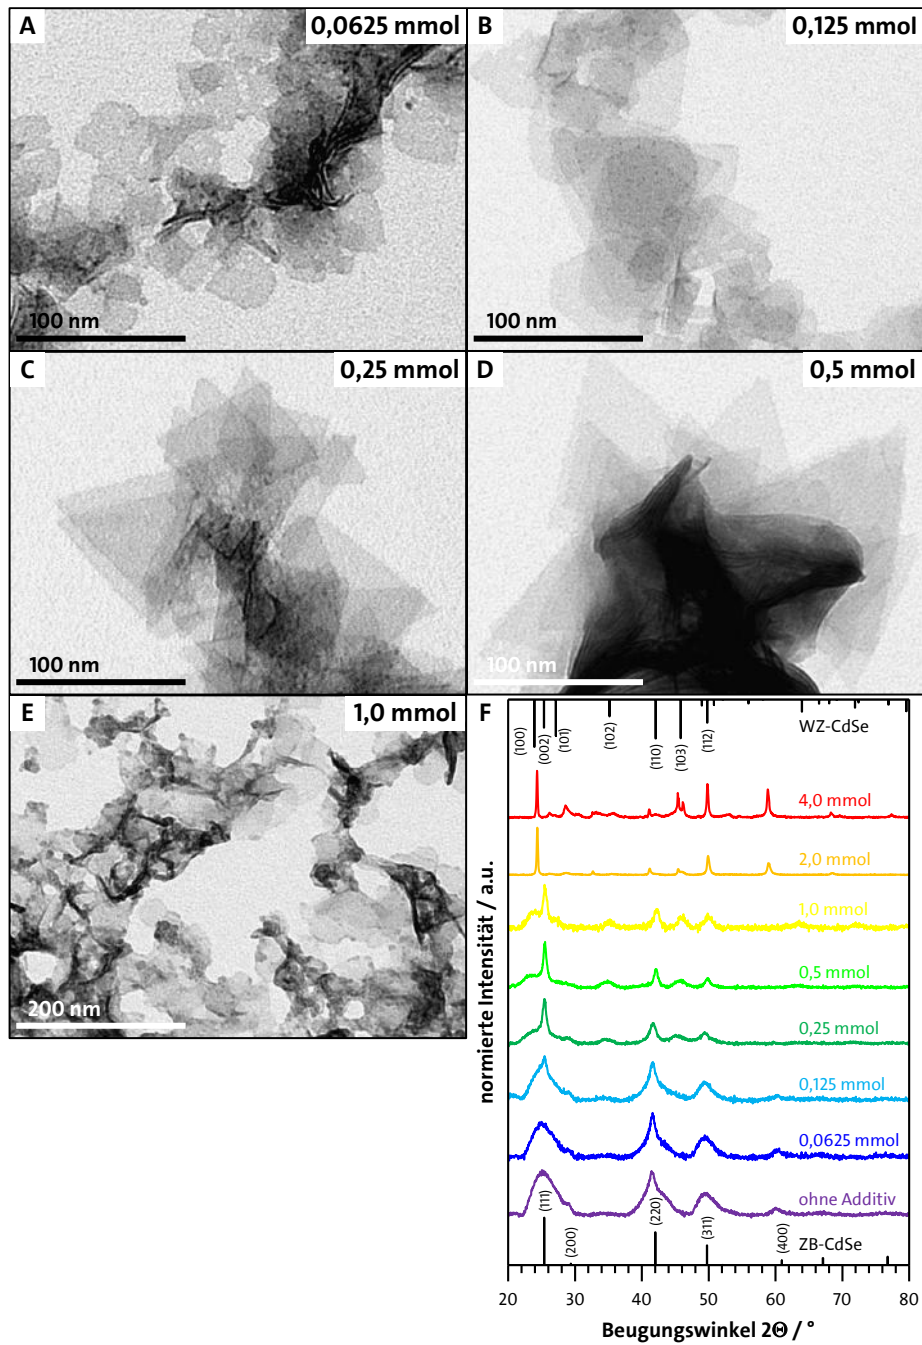 A
0,0625 mmol
100 nm
B
0,125 mmol
100 nm
C
0,25 mmol
100 nm
D
0,5 mmol
100 nm
E
1,0 mmol
200 nm
F
WZ-CdSe
(100)
(002)
(101)
(102)
(110)
(103)
(112)
4,0 mmol
2,0 mmol
1,0 mmol
0,5 mmol
0,25 mmol
0,125 mmol
0,0625 mmol
ohne Additiv
(111)
(200)
(220)
(311)
(400)
ZB-CdSe
normierte Intensität / a.u.
20 30 40 50 60 70 80
Beugungswinkel 2Θ / °